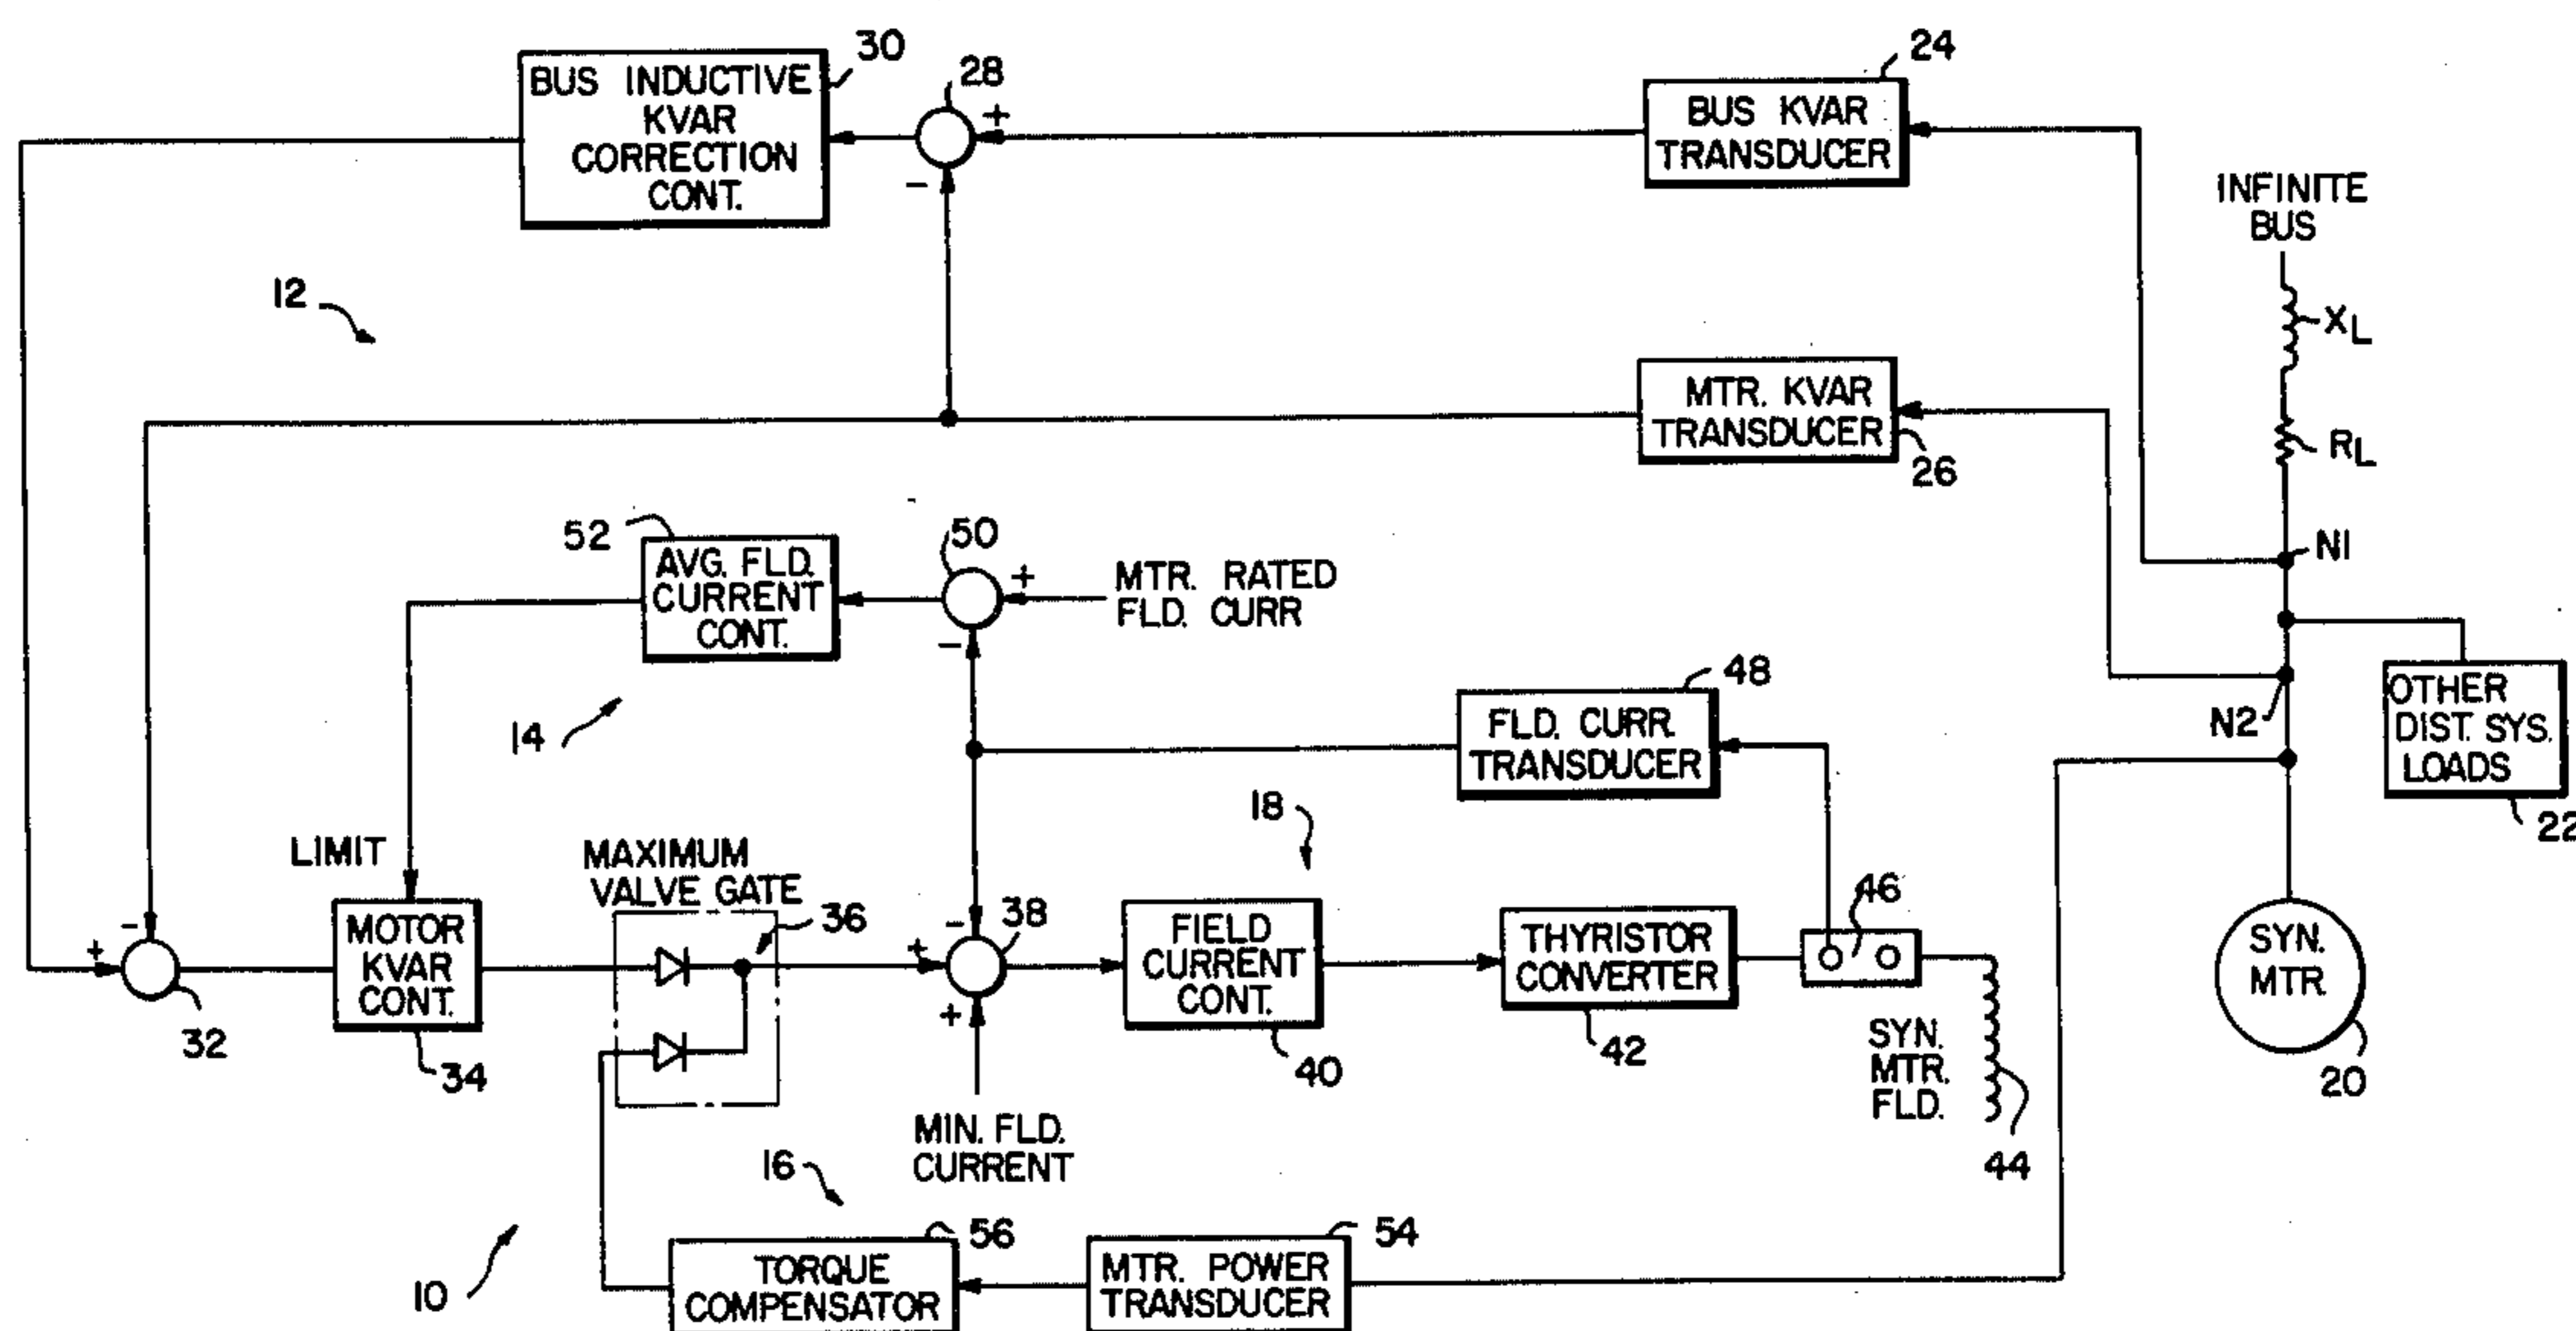 30
28
24
BUS INDUCTIVE
KVAR
CORRECTION
CONT.
+
-
BUS KVAR
TRANSDUCER
INFINITE
BUS
12
XL
MTR. KVAR
TRANSDUCER
26
RL
52
50
AVG. FLD.
CURRENT
CONT.
+
-
MTR. RATED
FLD. CURR
N1
14
48
FLD. CURR.
TRANSDUCER
N2
OTHER
DIST. SYS.
LOADS
22
18
LIMIT
MAXIMUM
VALVE GATE
36
38
46
-
+
32
MOTOR
KVAR
CONT.
34
-
+
+
FIELD
CURRENT
CONT.
40
THYRISTOR
CONVERTER
42
SYN.
MTR.
FLD.
44
SYN.
MTR.
20
MIN. FLD.
CURRENT
16
10
56
TORQUE
COMPENSATOR
54
MTR. POWER
TRANSDUCER